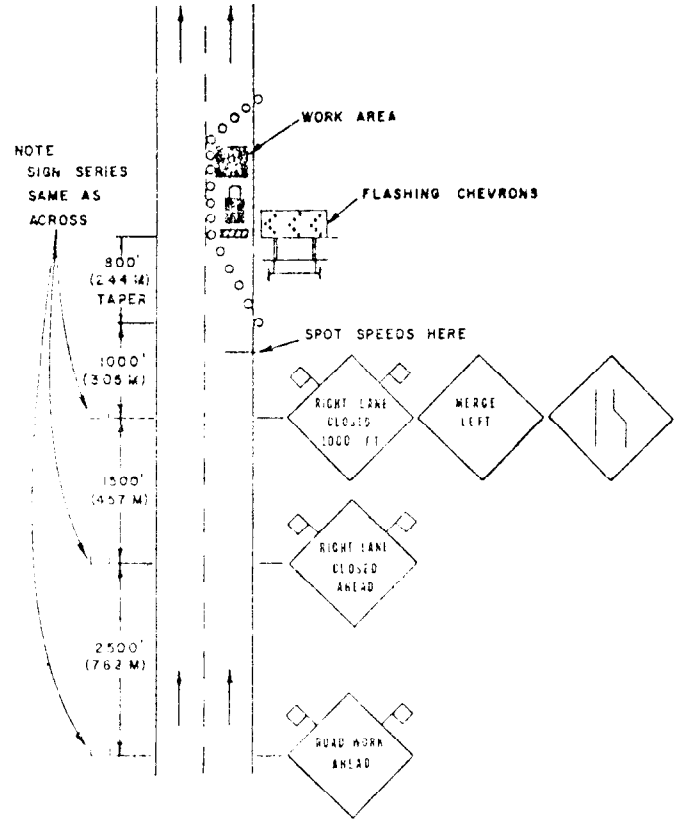 WORK AREA
NOTE
SIGN SERIES
SAME AS
ACROSS
FLASHING CHEVRONS
800'
(244 M)
TAPER
SPOT SPEEDS HERE
1000'
(305 M)
RIGHT LANE
CLOSED
1000 FT.
MERGE
LEFT
1500'
(457 M)
RIGHT LANE
CLOSED
AHEAD
2500'
(762 M)
ROAD WORK
AHEAD